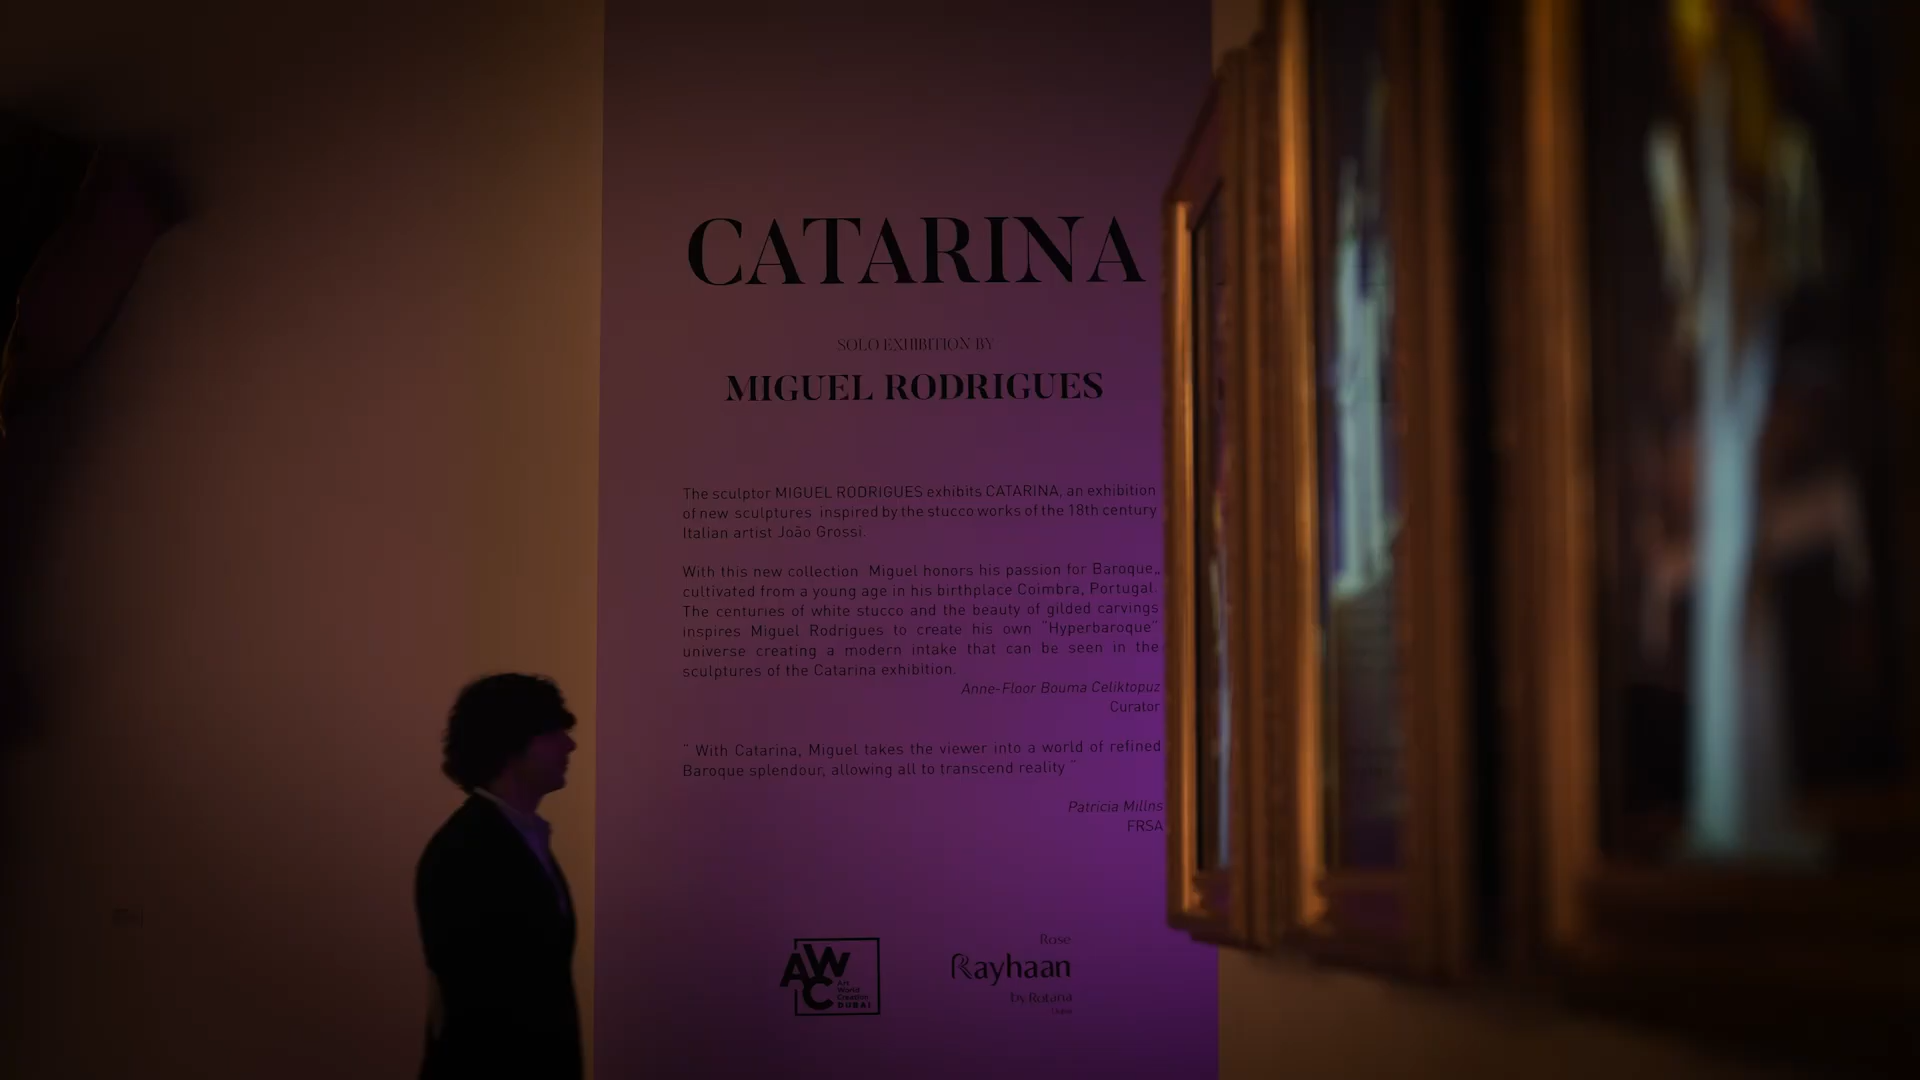 CATARINA
SOLO EXHIBITION BY
MIGUEL RODRIGUES
The sculptor MIGUEL RODRIGUES exhibits CATARINA, an exhibition
of new sculptures inspired by the stucco works of the 18th century
Italian artist João Grossi.
With this new collection Miguel honors his passion for Baroque,,
cultivated from a young age in his birthplace Coimbra, Portugal.
The centuries of white stucco and the beauty of gilded carvings
inspires Miguel Rodrigues to create his own "Hyperbaroque"
universe creating a modern intake that can be seen in the
sculptures of the Catarina exhibition.
Anne-Floor Bouma Celiktopuz
Curator
" With Catarina, Miguel takes the viewer into a world of refined
Baroque splendour, allowing all to transcend reality "
Patricia Millns
FRSA
AWC
Art
World
Creative
DUBAI
Rose
Rayhaan
by Rotana